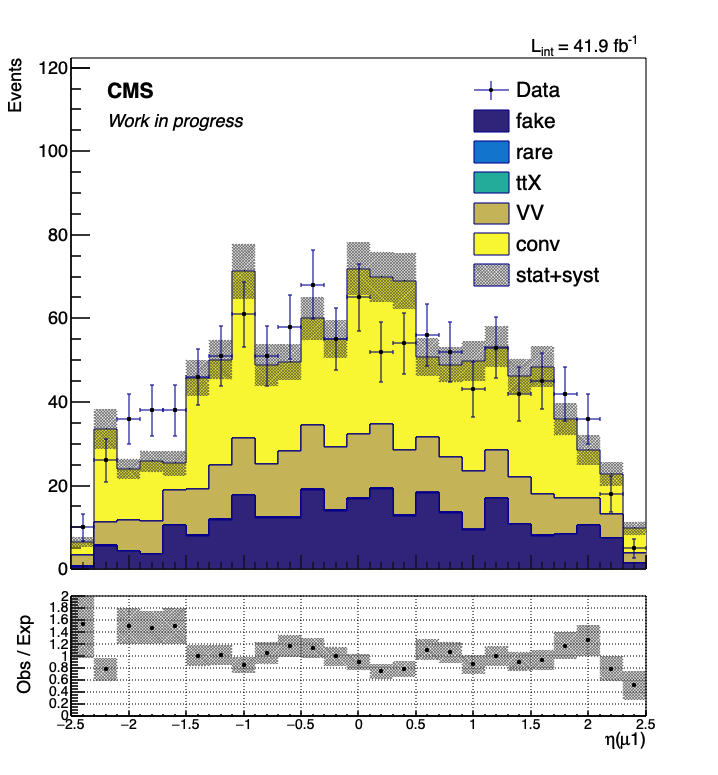 L_int = 41.9 fb⁻¹
Events
120
100
80
60
40
20
0
CMS
Work in progress
Data
fake
rare
ttX
VV
conv
stat+syst
Obs / Exp
2
1.8
1.6
1.4
1.2
1
0.8
0.6
0.4
0.2
0
−2.5 −2 −1.5 −1 −0.5 0 0.5 1 1.5 2 2.5
η(μ1)